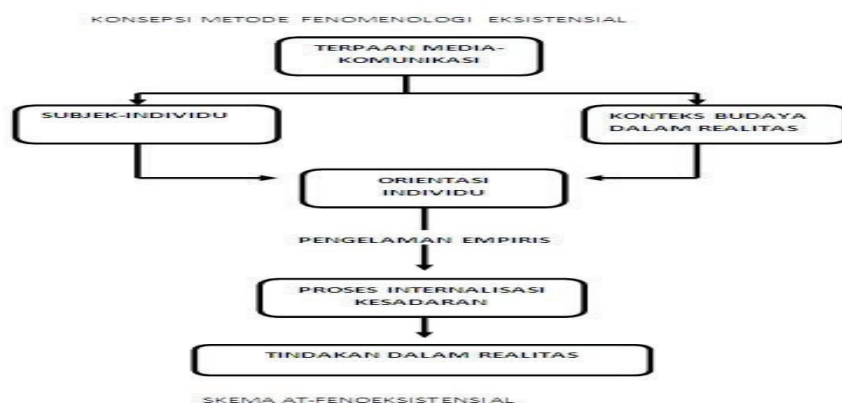 KONSEPSI METODE FENOMENOLOGI EKSISTENSIAL
TERPAAN MEDIA-
KOMUNIKASI
SUBJEK-INDIVIDU
KONTEKS BUDAYA
DALAM REALITAS
ORIENTASI
INDIVIDU
PENGELAMAN EMPIRIS
PROSES INTERNALISASI
KESADARAN
TINDAKAN DALAM REALITAS
SKEMA AT-FENOEKSISTENSIAL